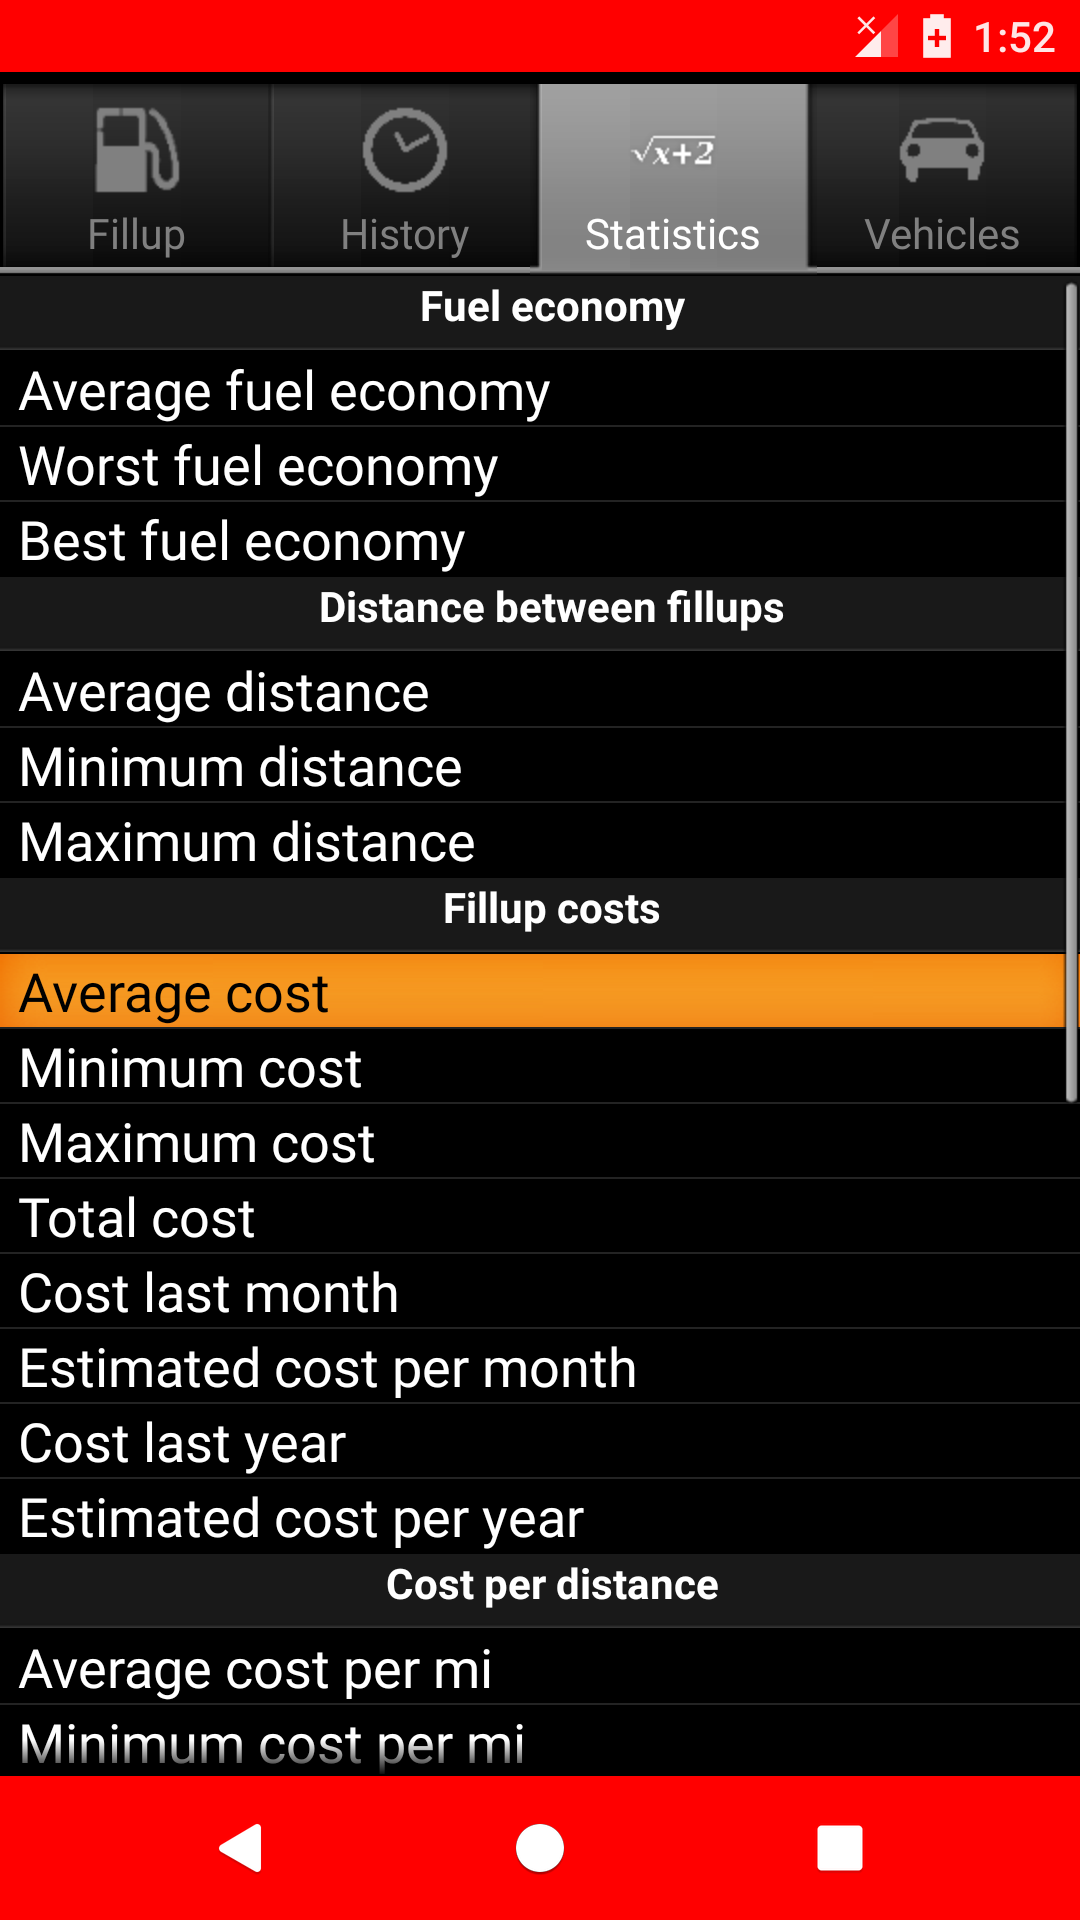 1:52
Fillup
History
√x+2
Statistics
Vehicles
Fuel economy
Average fuel economy
Worst fuel economy
Best fuel economy
Distance between fillups
Average distance
Minimum distance
Maximum distance
Fillup costs
Average cost
Minimum cost
Maximum cost
Total cost
Cost last month
Estimated cost per month
Cost last year
Estimated cost per year
Cost per distance
Average cost per mi
Minimum cost per mi